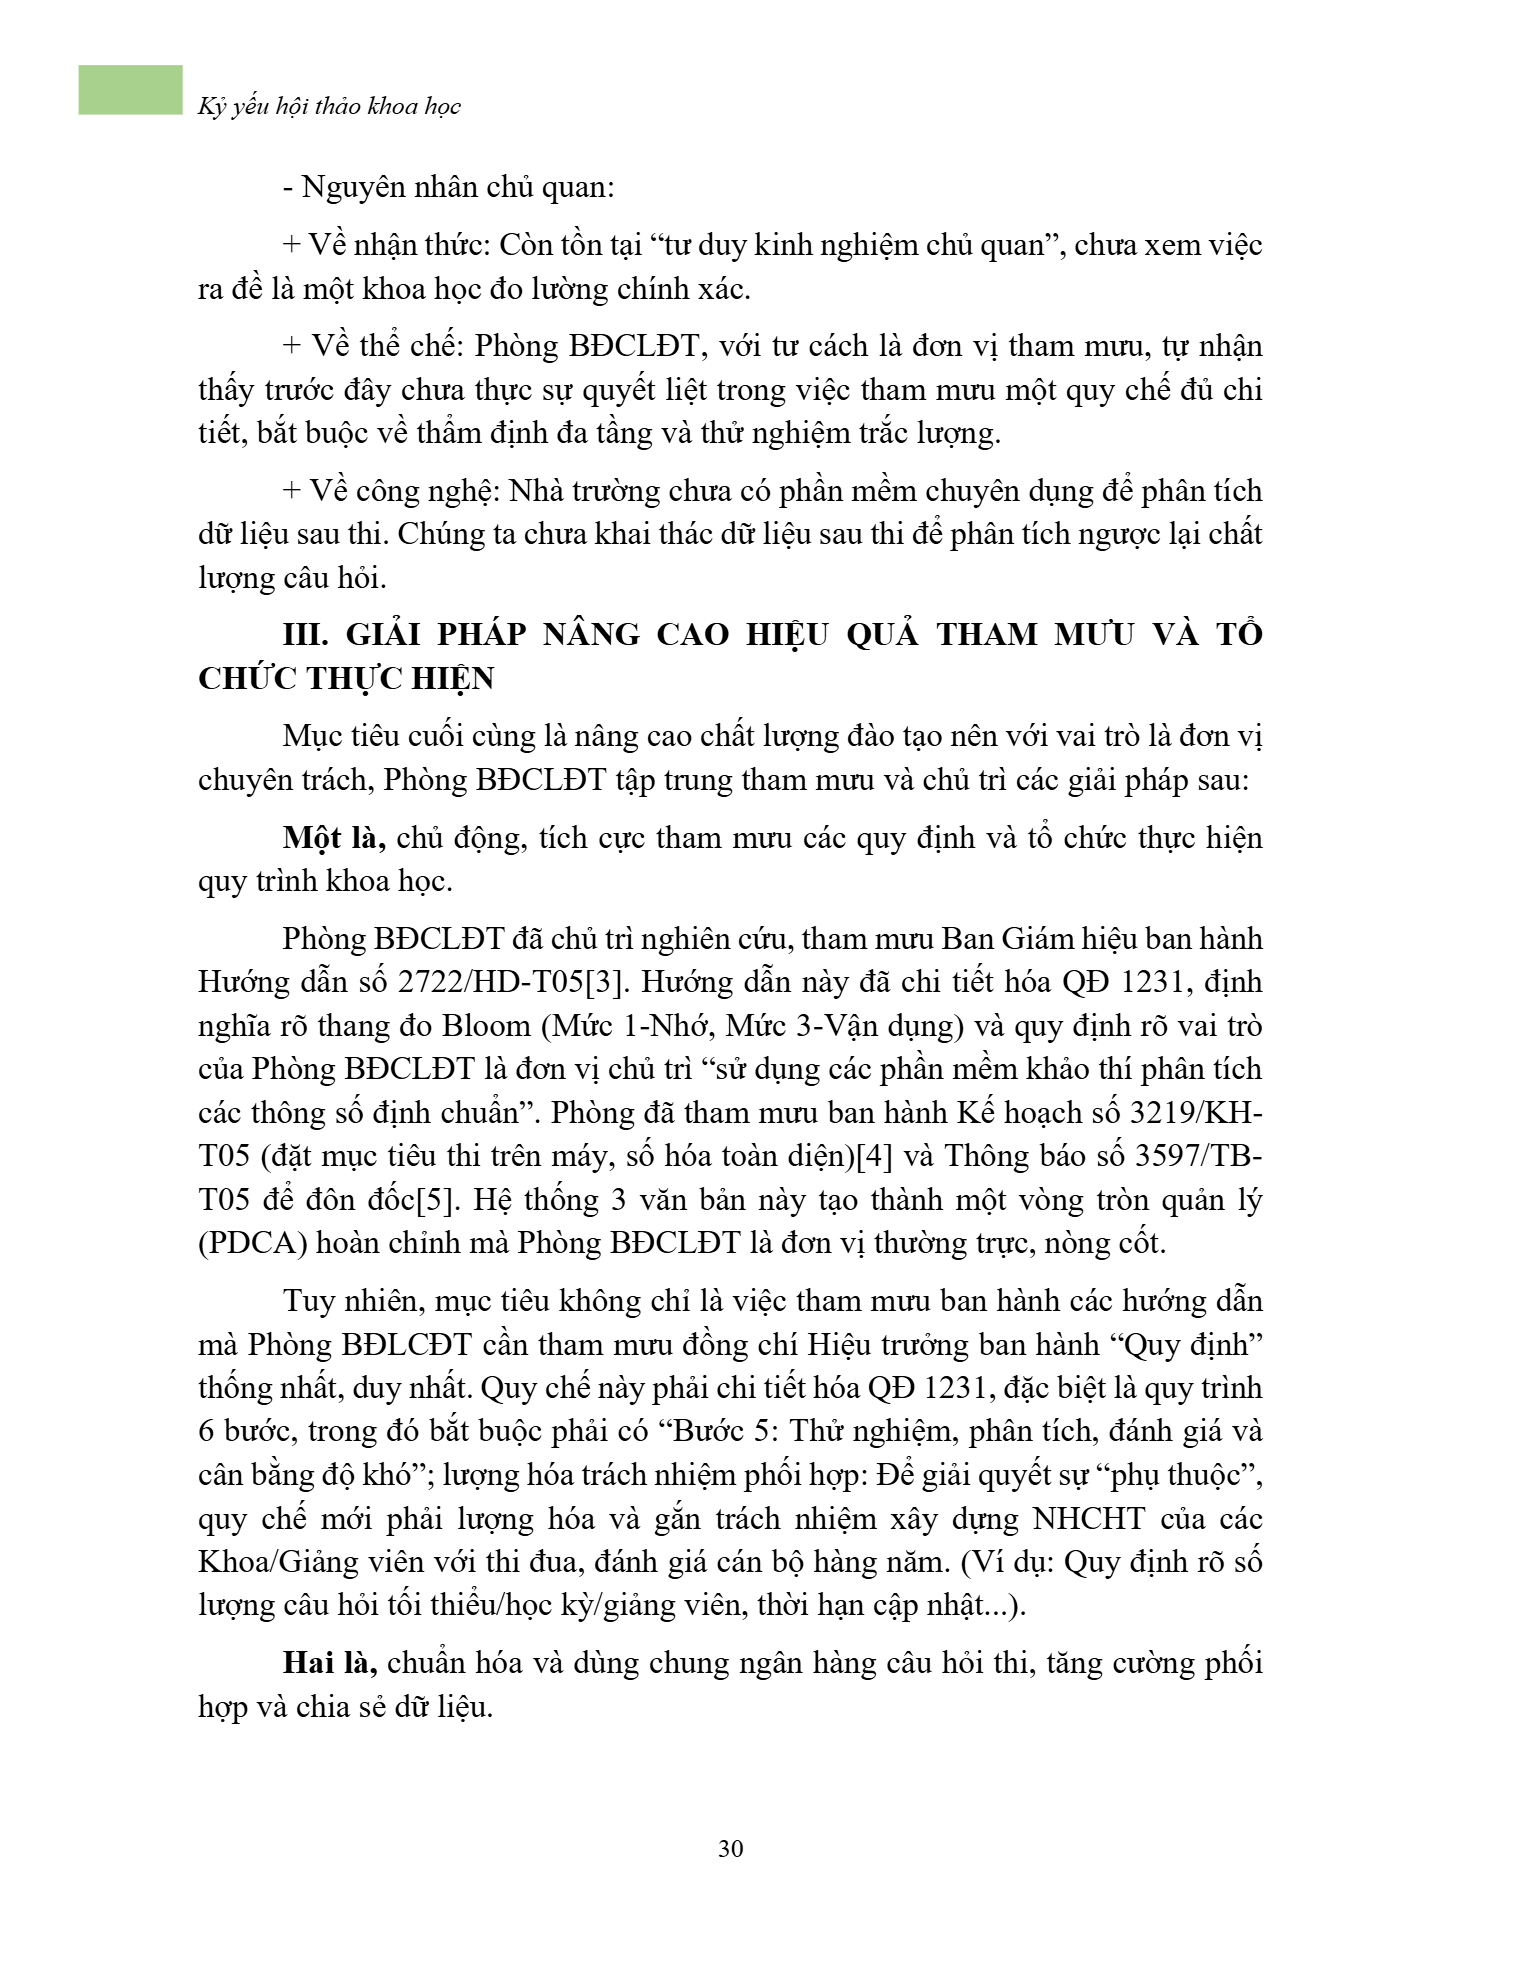 Kỷ yếu hội thảo khoa học
- Nguyên nhân chủ quan:
+ Về nhận thức: Còn tồn tại “tư duy kinh nghiệm chủ quan”, chưa xem việc
ra đề là một khoa học đo lường chính xác.
+ Về thể chế: Phòng BĐCLĐT, với tư cách là đơn vị tham mưu, tự nhận
thấy trước đây chưa thực sự quyết liệt trong việc tham mưu một quy chế đủ chi
tiết, bắt buộc về thẩm định đa tầng và thử nghiệm trắc lượng.
+ Về công nghệ: Nhà trường chưa có phần mềm chuyên dụng để phân tích
dữ liệu sau thi. Chúng ta chưa khai thác dữ liệu sau thi để phân tích ngược lại chất
lượng câu hỏi.
III. GIẢI PHÁP NÂNG CAO HIỆU QUẢ THAM MƯU VÀ TỔ
CHỨC THỰC HIỆN
Mục tiêu cuối cùng là nâng cao chất lượng đào tạo nên với vai trò là đơn vị
chuyên trách, Phòng BĐCLĐT tập trung tham mưu và chủ trì các giải pháp sau:
Một là, chủ động, tích cực tham mưu các quy định và tổ chức thực hiện
quy trình khoa học.
Phòng BĐCLĐT đã chủ trì nghiên cứu, tham mưu Ban Giám hiệu ban hành
Hướng dẫn số 2722/HD-T05[3]. Hướng dẫn này đã chi tiết hóa QĐ 1231, định
nghĩa rõ thang đo Bloom (Mức 1-Nhớ, Mức 3-Vận dụng) và quy định rõ vai trò
của Phòng BĐCLĐT là đơn vị chủ trì “sử dụng các phần mềm khảo thí phân tích
các thông số định chuẩn”. Phòng đã tham mưu ban hành Kế hoạch số 3219/KH-
T05 (đặt mục tiêu thi trên máy, số hóa toàn diện)[4] và Thông báo số 3597/TB-
T05 để đôn đốc[5]. Hệ thống 3 văn bản này tạo thành một vòng tròn quản lý
(PDCA) hoàn chỉnh mà Phòng BĐCLĐT là đơn vị thường trực, nòng cốt.
Tuy nhiên, mục tiêu không chỉ là việc tham mưu ban hành các hướng dẫn
mà Phòng BĐLCĐT cần tham mưu đồng chí Hiệu trưởng ban hành “Quy định”
thống nhất, duy nhất. Quy chế này phải chi tiết hóa QĐ 1231, đặc biệt là quy trình
6 bước, trong đó bắt buộc phải có “Bước 5: Thử nghiệm, phân tích, đánh giá và
cân bằng độ khó”; lượng hóa trách nhiệm phối hợp: Để giải quyết sự “phụ thuộc”,
quy chế mới phải lượng hóa và gắn trách nhiệm xây dựng NHCHT của các
Khoa/Giảng viên với thi đua, đánh giá cán bộ hàng năm. (Ví dụ: Quy định rõ số
lượng câu hỏi tối thiểu/học kỳ/giảng viên, thời hạn cập nhật...).
Hai là, chuẩn hóa và dùng chung ngân hàng câu hỏi thi, tăng cường phối
hợp và chia sẻ dữ liệu.
30